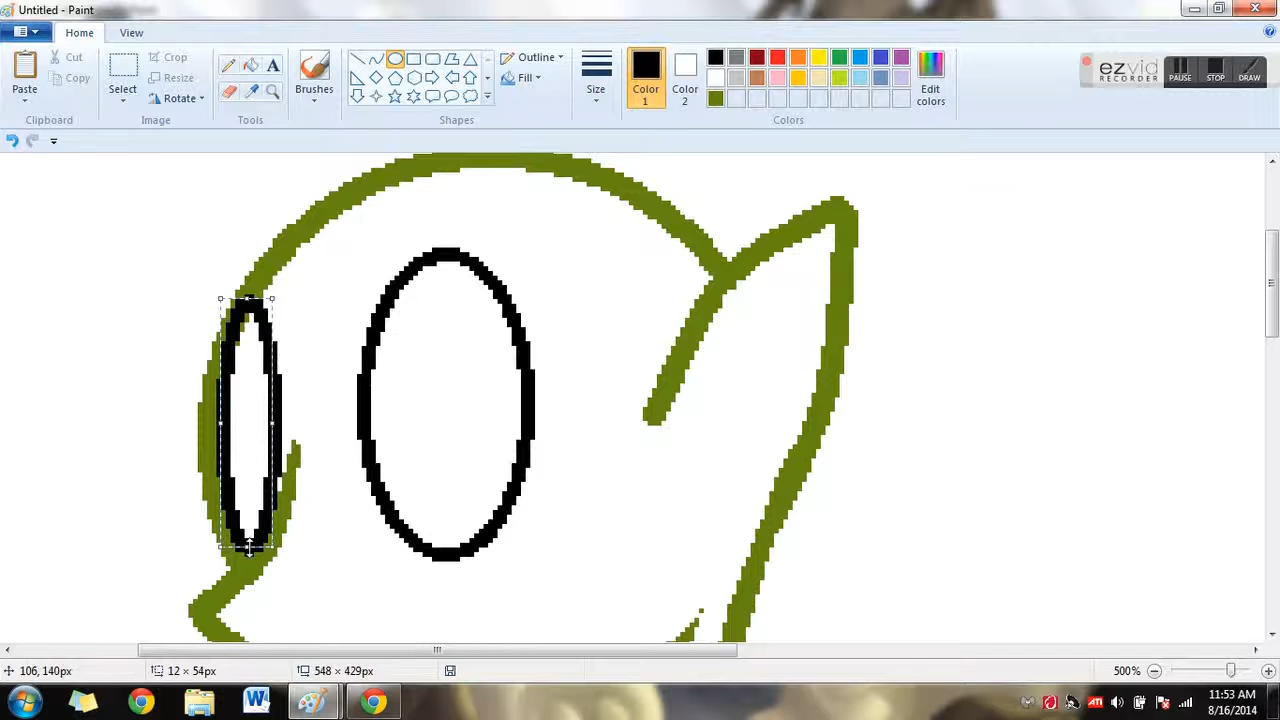 Untitled - Paint
Home View
Paste
Cut
Copy
Clipboard
Select
Crop
Resize
Rotate
Image
A
Tools
Brushes
Outline
Fill
Shapes
Size
Color 1
Color 2
Edit colors
Colors
ezvid
RECORDER
PAUSE STOP DRAW
106, 140px
12 × 54px
548 × 429px
500%
W
ATI
11:53 AM
8/16/2014